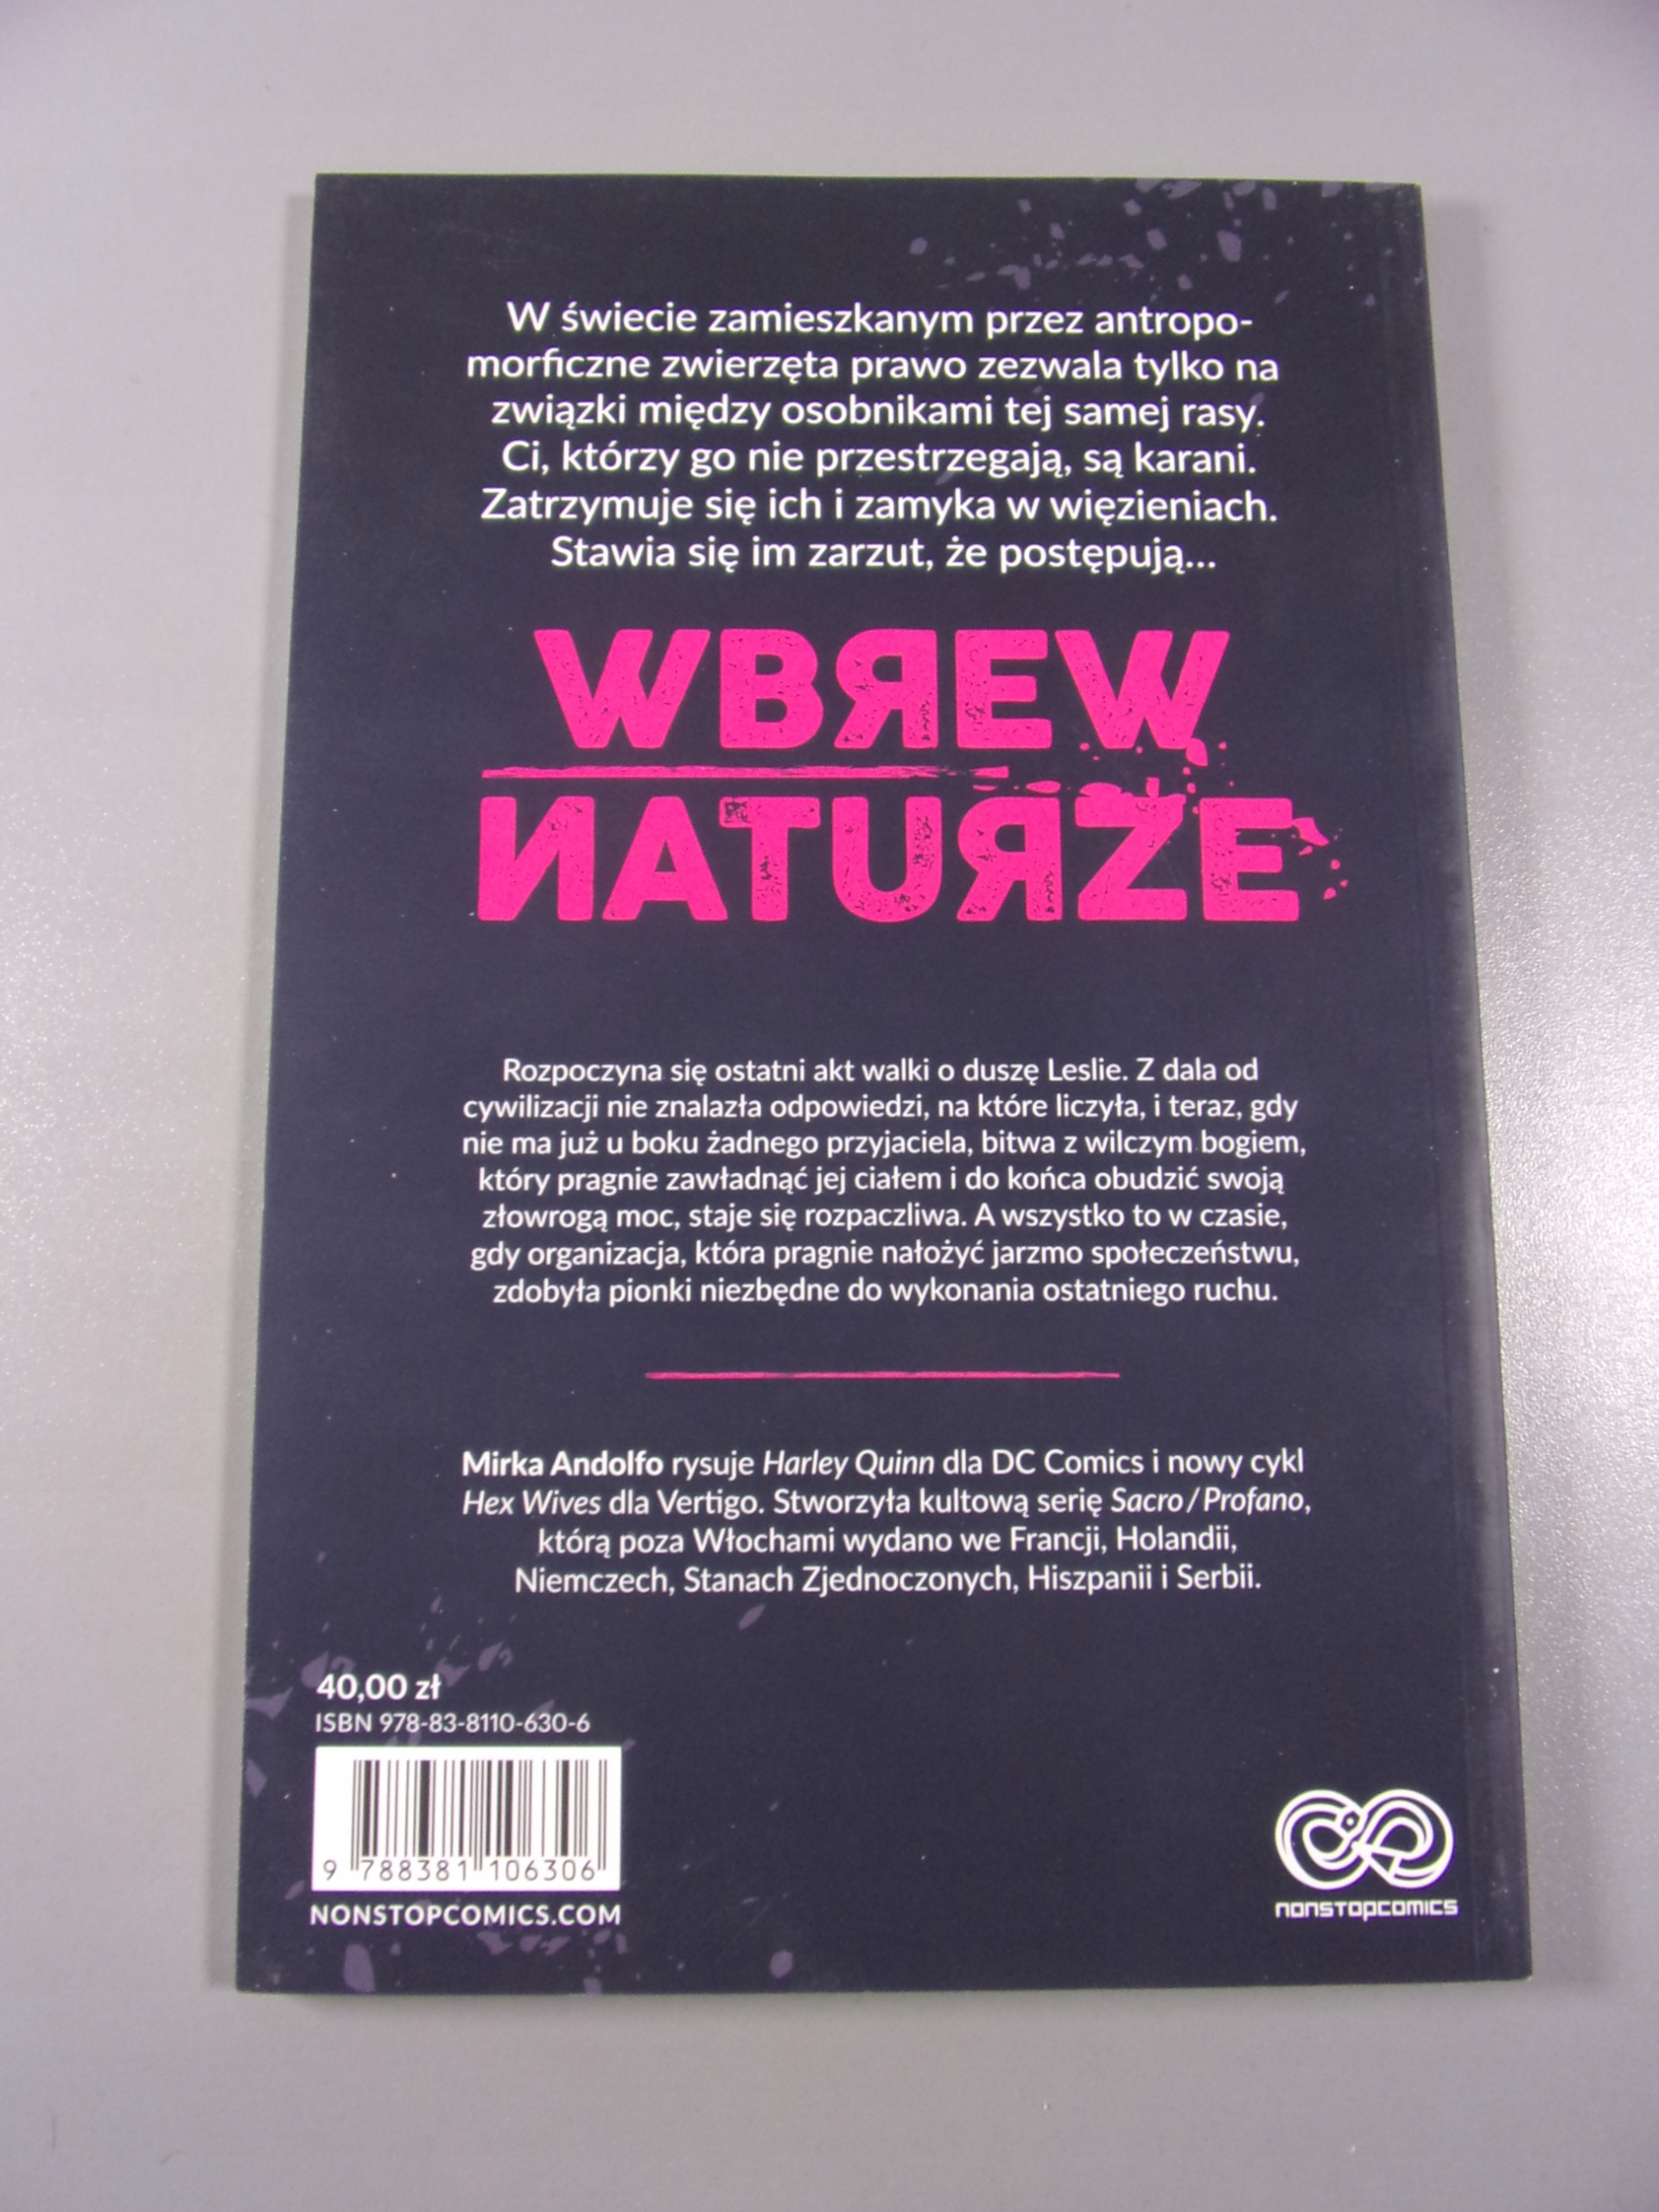 W świecie zamieszkanym przez antropo-
morficzne zwierzęta prawo zezwala tylko na
związki między osobnikami tej samej rasy.
Ci, którzy go nie przestrzegają, są karani.
Zatrzymuje się ich i zamyka w więzieniach.
Stawia się im zarzut, że postępują...
WBREW
NATURZE
Rozpoczyna się ostatni akt walki o duszę Leslie. Z dala od
cywilizacji nie znalazła odpowiedzi, na które liczyła, i teraz, gdy
nie ma już u boku żadnego przyjaciela, bitwa z wilczym bogiem,
który pragnie zawładnąć jej ciałem i do końca obudzić swoją
złowrogą moc, staje się rozpaczliwa. A wszystko to w czasie,
gdy organizacja, która pragnie nałożyć jarzmo społeczeństwu,
zdobyła pionki niezbędne do wykonania ostatniego ruchu.
Mirka Andolfo rysuje Harley Quinn dla DC Comics i nowy cykl
Hex Wives dla Vertigo. Stworzyła kultową serię Sacro/Profano,
którą poza Włochami wydano we Francji, Holandii,
Niemczech, Stanach Zjednoczonych, Hiszpanii i Serbii.
40,00 zł
ISBN 978-83-8110-630-6
9 788381 106306
NONSTOPCOMICS.COM
nonstopcomics